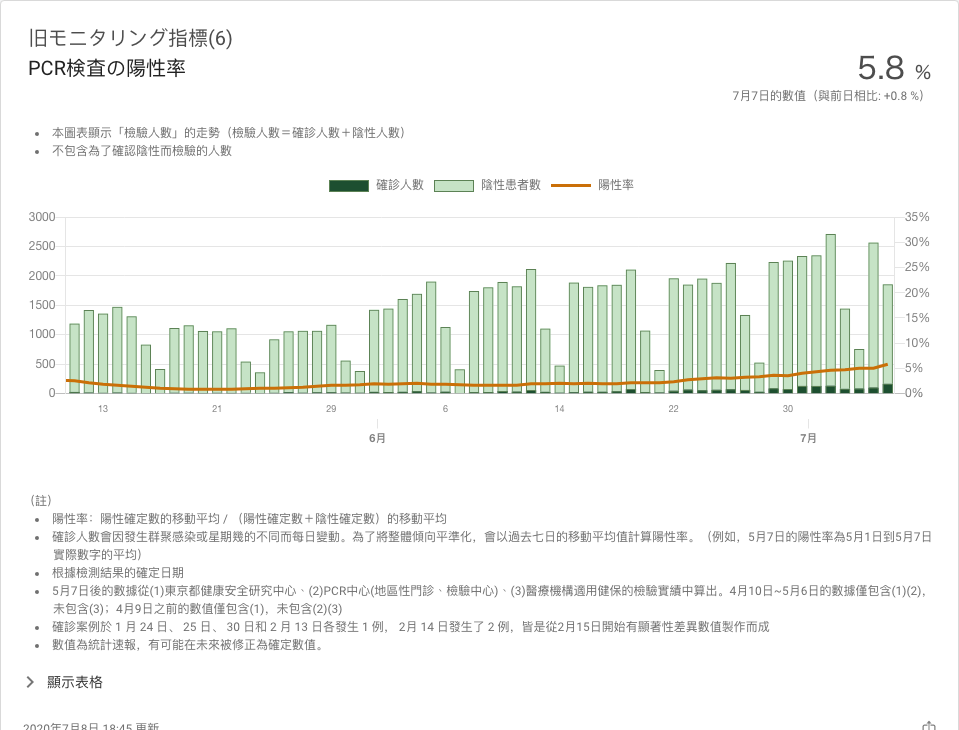 旧モニタリング指標(6)
PCR検査の陽性率
5.8 %
7月7日的數值（與前日相比: +0.8 %）
本圖表顯示「檢驗人數」的走勢（檢驗人數＝確診人數＋陰性人數）
不包含為了確認陰性而檢驗的人數
確診人數 陰性患者數 陽性率
3000 35%
30%
2500
25%
2000
20%
1500
15%
1000
10%
500
5%
0 0%
13 21 29 6 14 22 30
6月 7月
（註）
陽性率：陽性確定數的移動平均 / （陽性確定數＋陰性確定數）的移動平均
確診人數會因發生群聚感染或星期幾的不同而每日變動。為了將整體傾向平準化，會以過去七日的移動平均值計算陽性率。（例如，5月7日的陽性率為5月1日到5月7日
實際數字的平均）
根據檢測結果的確定日期
5月7日後的數據從(1)東京都健康安全研究中心、(2)PCR中心(地區性門診、檢驗中心)、(3)醫療機構適用健保的檢驗實績中算出。4月10日~5月6日的數據僅包含(1)(2)，
未包含(3)；4月9日之前的數值僅包含(1)，未包含(2)(3)
確診案例於 1 月 24 日、 25 日、 30 日和 2 月 13 日各發生 1 例， 2月 14 日發生了 2 例，皆是從2月15日開始有顯著性差異數值製作而成
數值為統計速報，有可能在未來被修正為確定數值。
顯示表格
2020年7月8日 18:45 更新